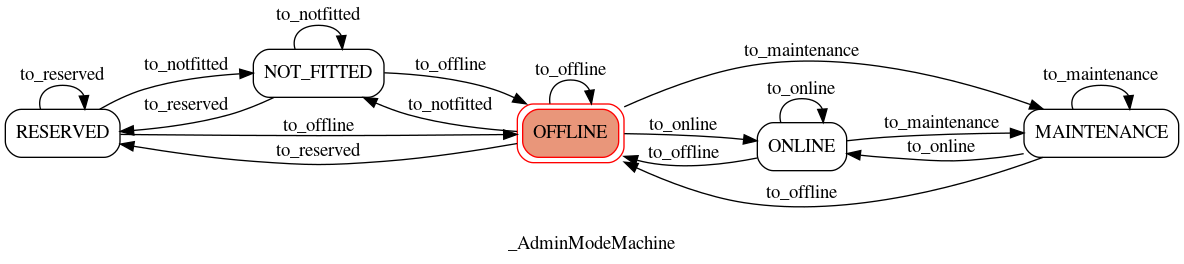 to_notfitted
to_maintenance
to_reserved
to_notfitted
NOT_FITTED
to_offline
to_offline
to_maintenance
to_online
to_reserved
to_notfitted
RESERVED
to_offline
OFFLINE
to_online
ONLINE
to_maintenance
MAINTENANCE
to_reserved
to_offline
to_online
to_offline
_AdminModeMachine